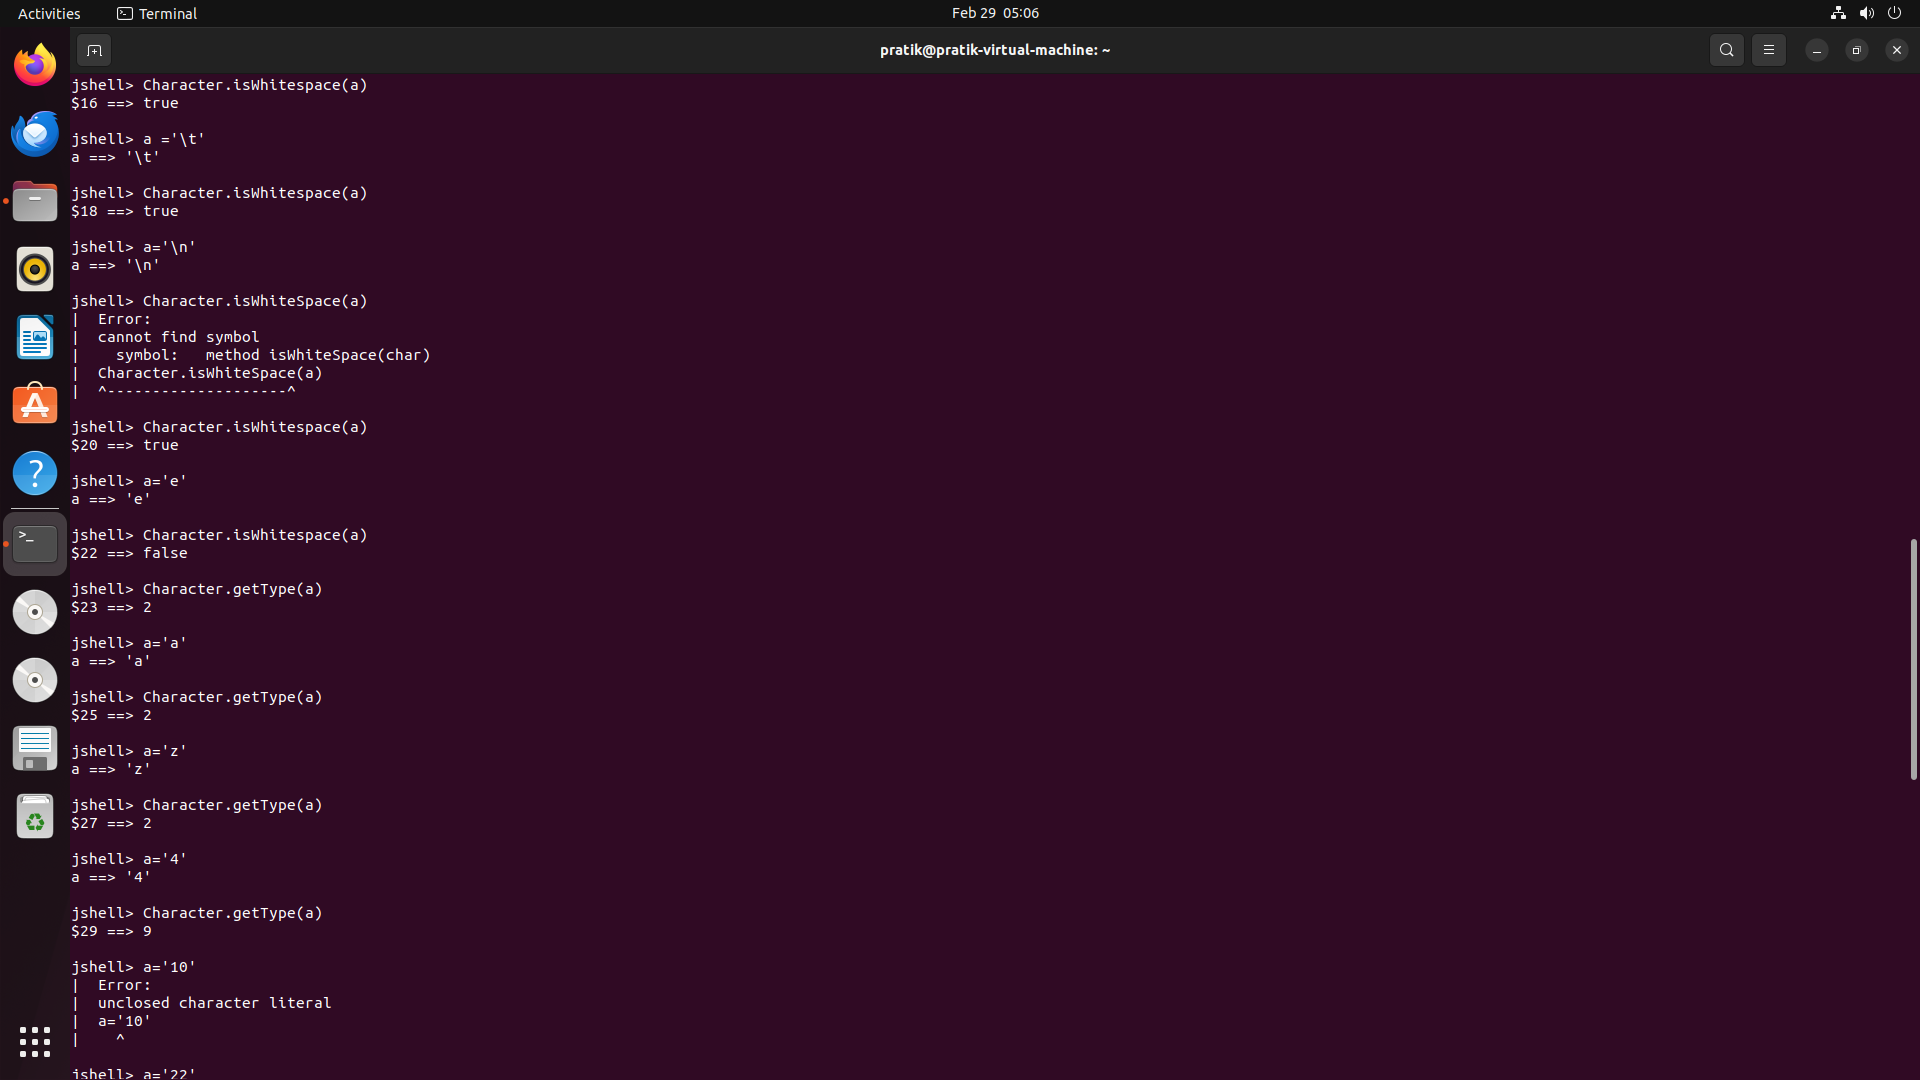 Activities
Terminal
Feb 29 05:06
pratik@pratik-virtual-machine: ~
jshell> Character.isWhitespace(a)
$16 ==> true
jshell> a ='\t'
a ==> '\t'
jshell> Character.isWhitespace(a)
$18 ==> true
jshell> a='\n'
a ==> '\n'
jshell> Character.isWhiteSpace(a)
|  Error:
|  cannot find symbol
|    symbol:   method isWhiteSpace(char)
|  Character.isWhiteSpace(a)
|  ^--------------------^
jshell> Character.isWhitespace(a)
$20 ==> true
jshell> a='e'
a ==> 'e'
jshell> Character.isWhitespace(a)
$22 ==> false
jshell> Character.getType(a)
$23 ==> 2
jshell> a='a'
a ==> 'a'
jshell> Character.getType(a)
$25 ==> 2
jshell> a='z'
a ==> 'z'
jshell> Character.getType(a)
$27 ==> 2
jshell> a='4'
a ==> '4'
jshell> Character.getType(a)
$29 ==> 9
jshell> a='10'
|  Error:
|  unclosed character literal
|  a='10'
|    ^
jshell> a='22'